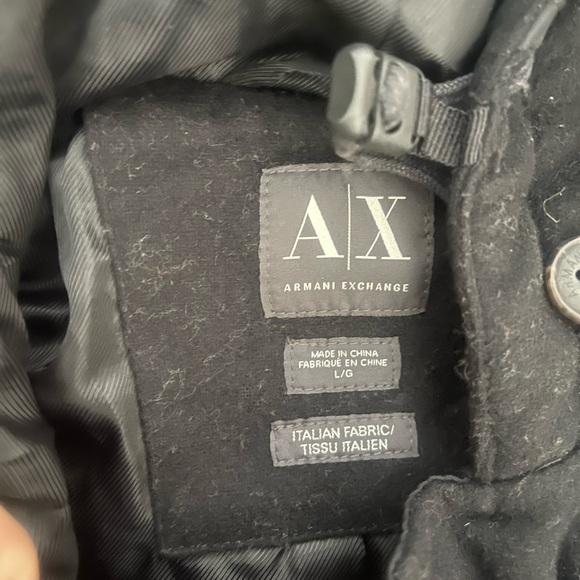 A|X
ARMANI EXCHANGE
MADE IN CHINA
FABRIQUÉ EN CHINE
L/G
ITALIAN FABRIC/
TISSU ITALIEN